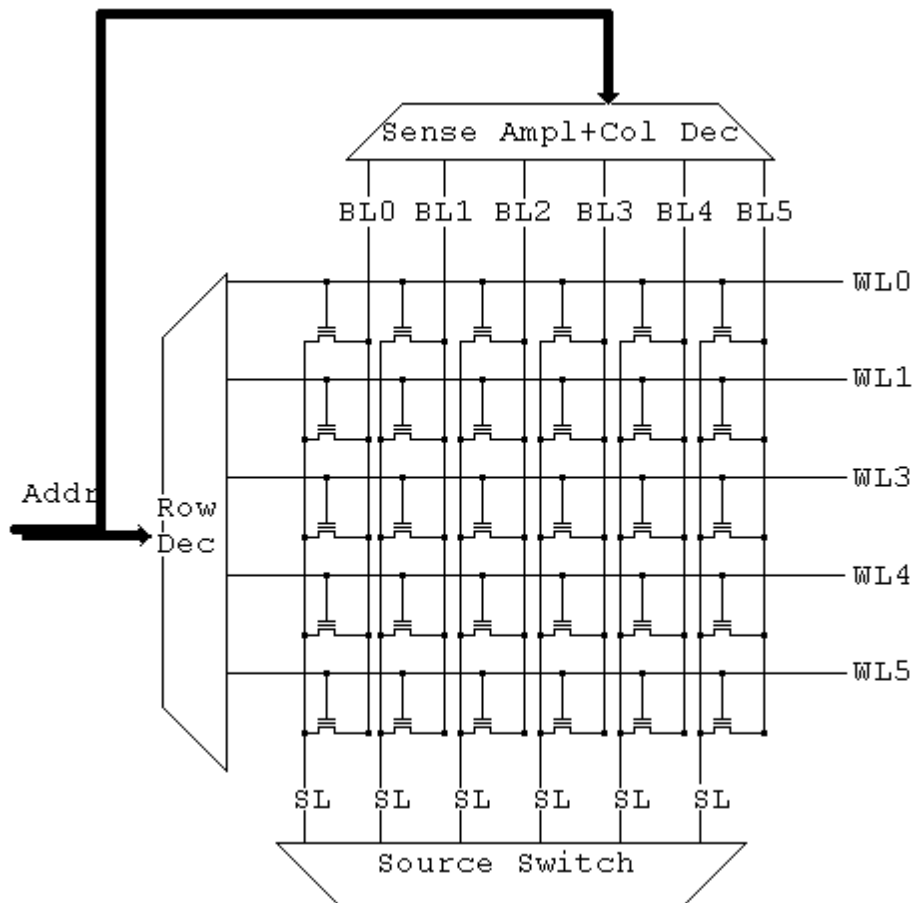 Sense Ampl+Col Dec
BL0 BL1 BL2 BL3 BL4 BL5
WL0
WL1
WL3
Addr
Row
Dec
WL4
WL5
SL SL SL SL SL SL
Source Switch